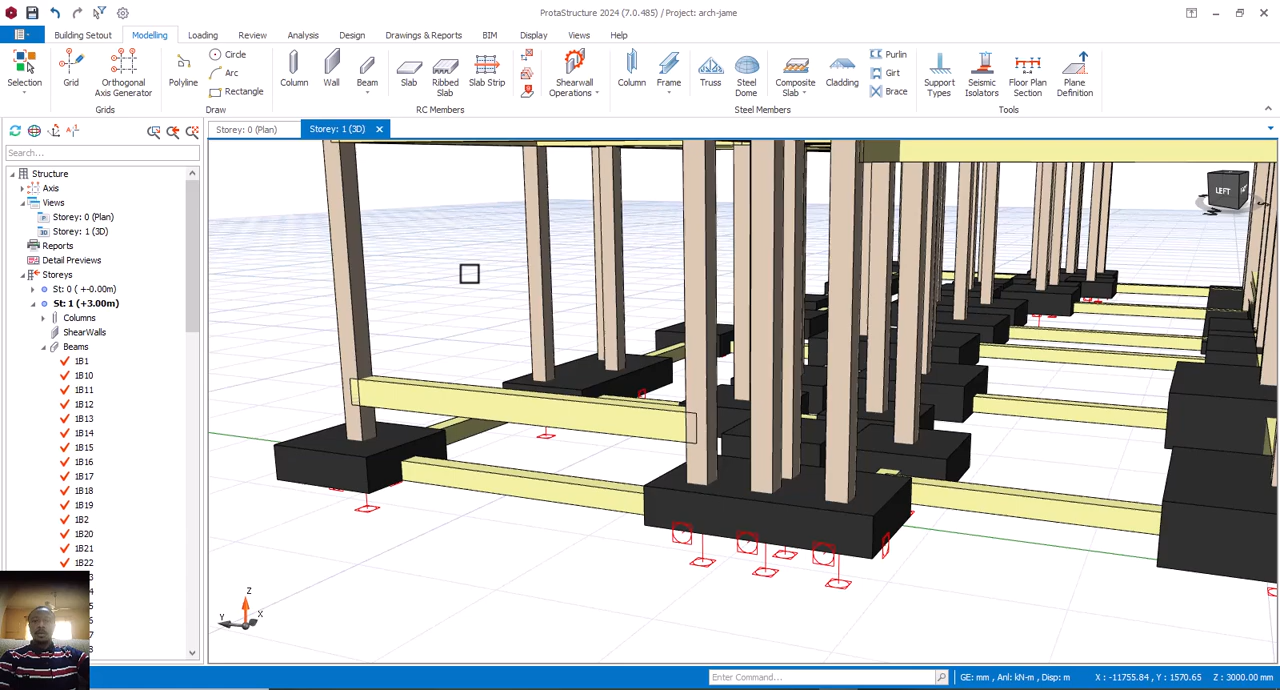 ProtaStructure 2024 (7.0.485) / Project: arch-jame
Building Setout
Modelling
Loading
Review
Analysis
Design
Drawings & Reports
BIM
Display
Views
Help
Selection
Grid
Orthogonal
Axis Generator
Grids
Polyline
Circle
Arc
Rectangle
Draw
Column
Wall
Beam
Slab
Ribbed
Slab
Slab Strip
RC Members
Shearwall
Operations
Column
Frame
Truss
Steel
Dome
Composite
Slab
Cladding
Purlin
Girt
Brace
Steel Members
Support
Types
Seismic
Isolators
Floor Plan
Section
Plane
Definition
Tools
Storey: 0 (Plan)
Storey: 1 (3D)
Search...
Structure
Axis
Views
Storey: 0 (Plan)
Storey: 1 (3D)
Reports
Detail Previews
Storeys
St: 0 ( +-0.00m)
St: 1 (+3.00m)
Columns
ShearWalls
Beams
1B1
1B10
1B11
1B12
1B13
1B14
1B15
1B16
1B17
1B18
1B19
1B2
1B20
1B21
1B22
LEFT
Z
Y
X
Enter Command...
GE: mm , Anl: kN-m , Disp: m
X : -11755.84 , Y : 1570.65
Z : 3000.00 mm